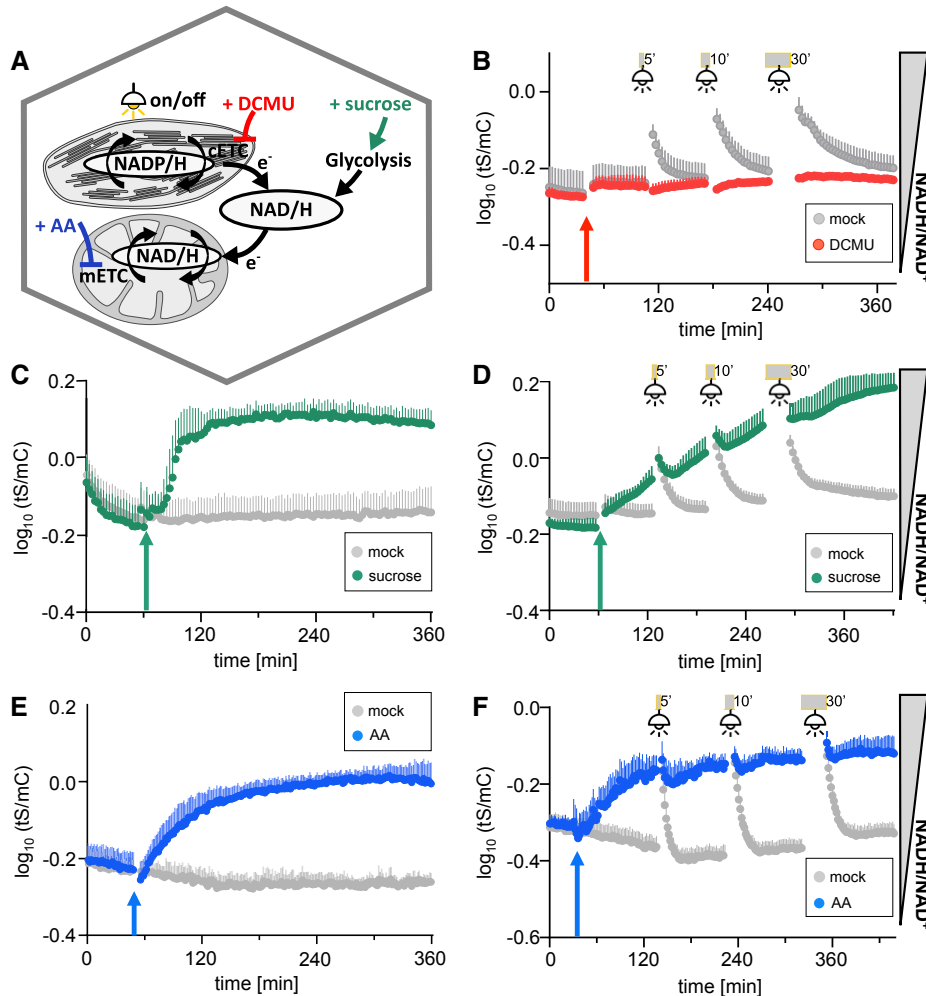 A
on/off
+ DCMU
+ sucrose
cETC
NADP/H
e-
Glycolysis
NAD/H
+ AA
NAD/H
mETC
e-
B
5' 10' 30'
0.0
-0.2
-0.4
log10 (tS/mC)
mock
DCMU
0 120 240 360
time [min]
NADH/NAD+
C
0.2
0.0
-0.2
-0.4
log10 (tS/mC)
mock
sucrose
0 120 240 360
time [min]
D
5' 10' 30'
0.2
0.0
-0.2
-0.4
log10 (tS/mC)
mock
sucrose
0 120 240 360
time [min]
NADH/NAD+
E
0.2
0.0
-0.2
-0.4
log10 (tS/mC)
mock
AA
0 120 240 360
time [min]
F
5' 10' 30'
0.0
-0.2
-0.4
-0.6
log10 (tS/mC)
mock
AA
0 120 240 360
time [min]
NADH/NAD+